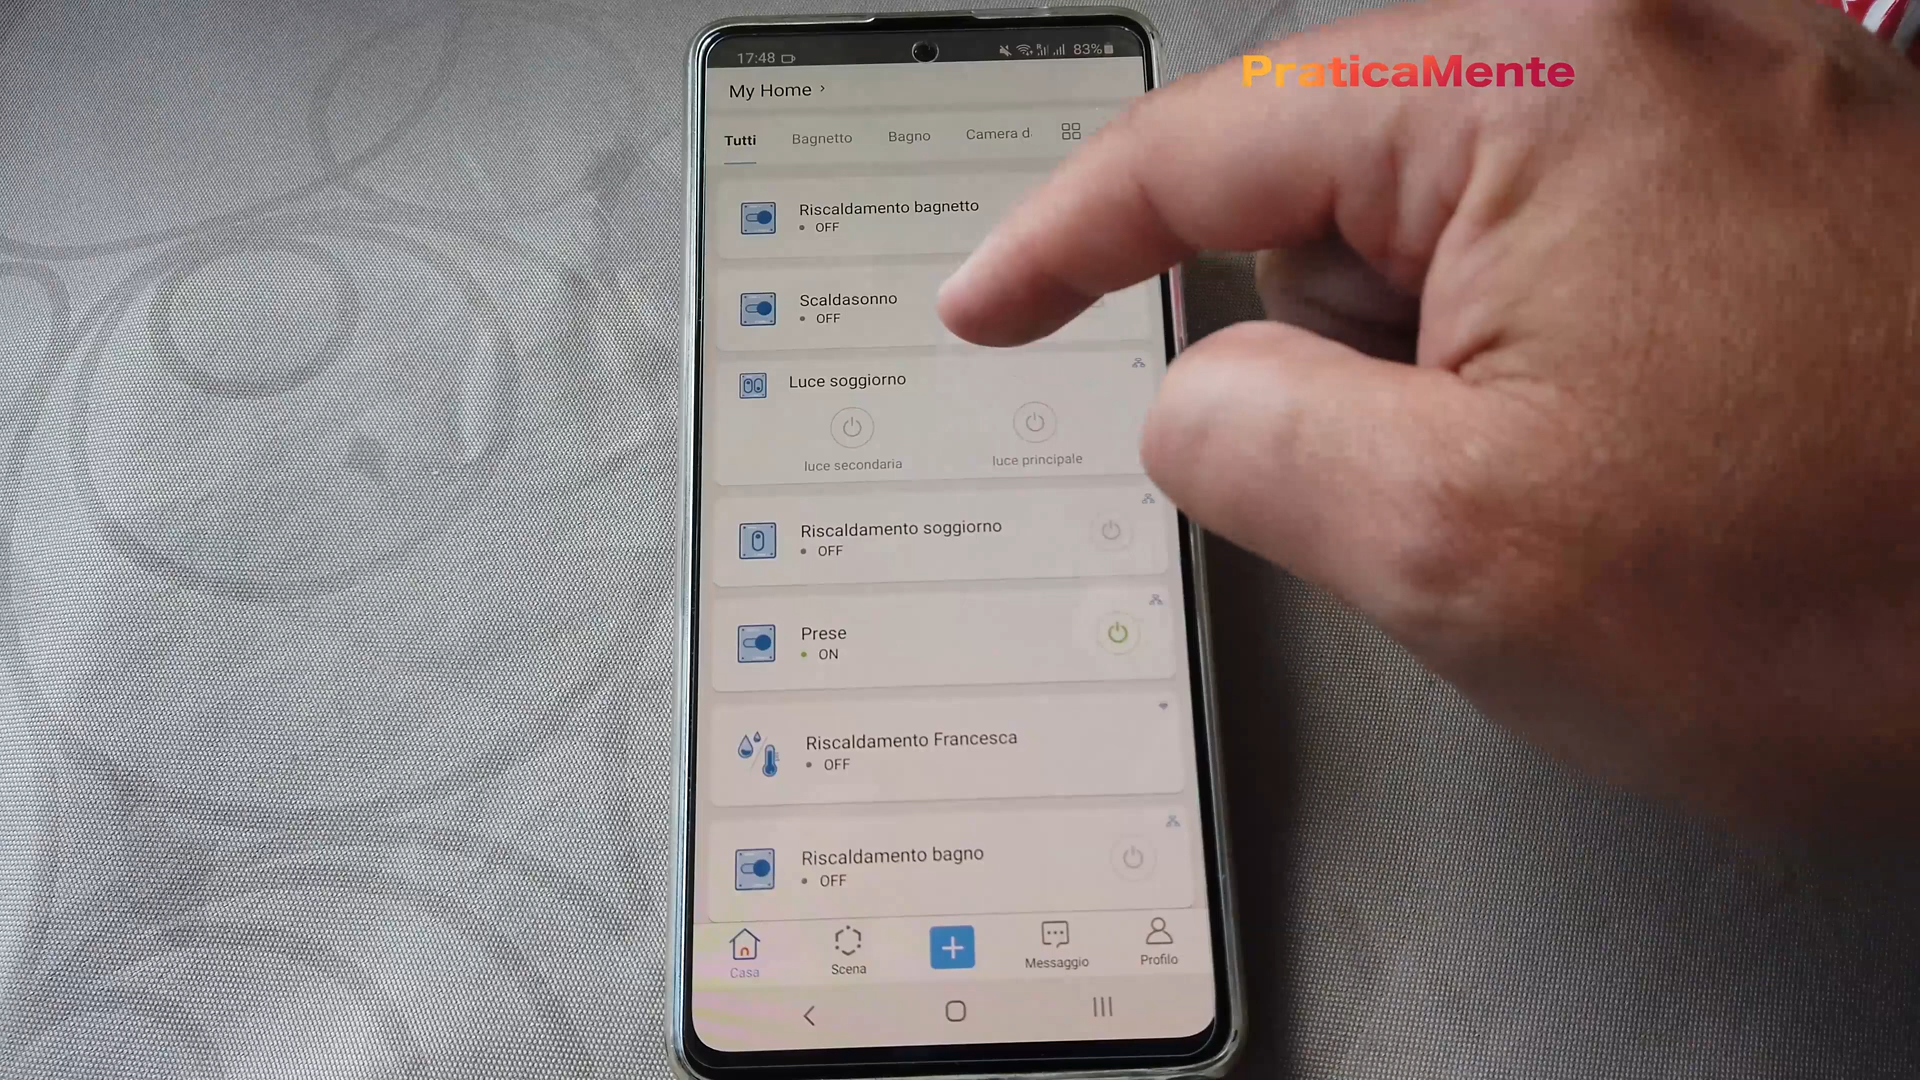 17:48
83%
PraticaMente
My Home
Tutti
Bagnetto
Bagno
Camera d
Riscaldamento bagnetto
OFF
Scaldasonno
OFF
Luce soggiorno
luce secondaria
luce principale
Riscaldamento soggiorno
OFF
Prese
ON
Riscaldamento Francesca
OFF
Riscaldamento bagno
OFF
Casa
Scena
Messaggio
Profilo